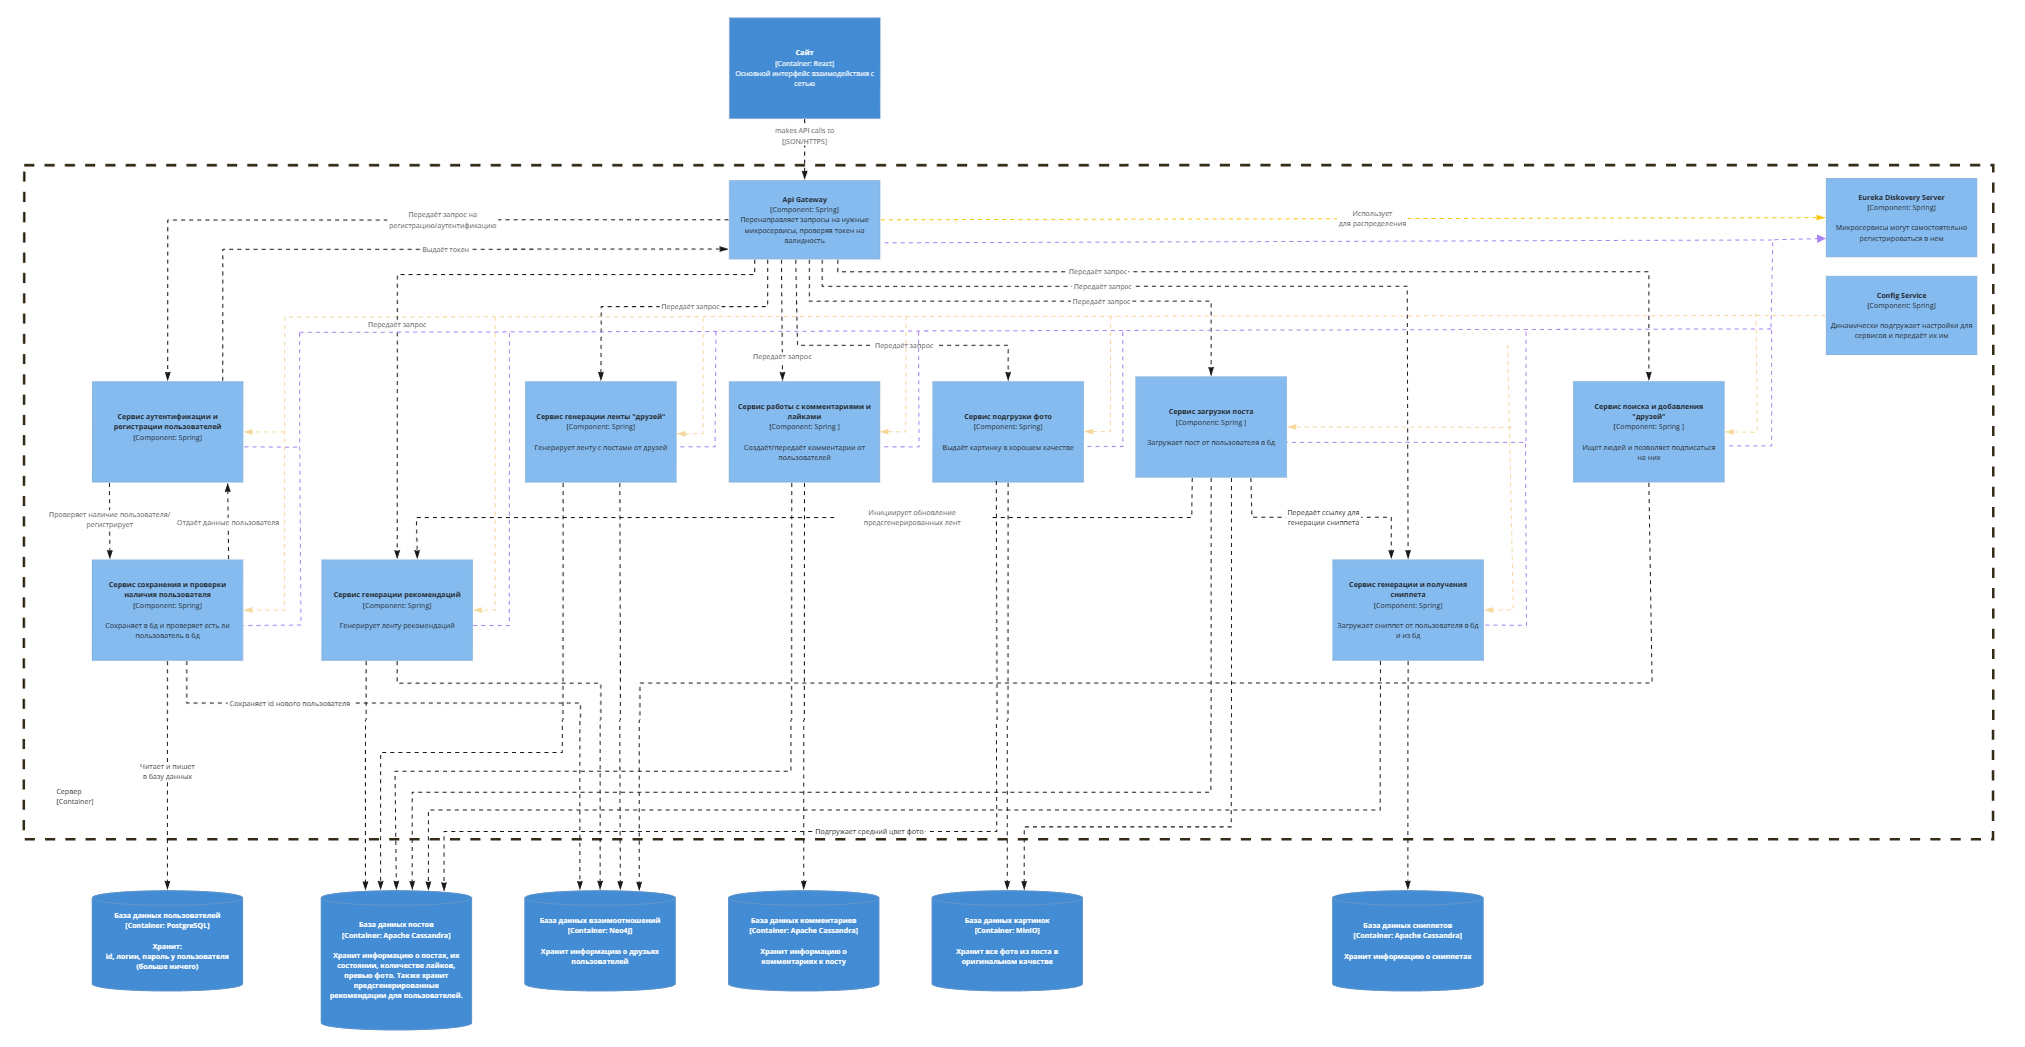 Сайт
[Container: React]
Основной интерфейс взаимодействия с
сетью
makes API calls to
[JSON/HTTPS]
Api Gateway
[Component: Spring]
Перенаправляет запросы на нужные
микросервисы, проверяя токен на
валидность
Eureka Diskovery Server
[Component: Spring]
Микросервисы могут самостоятельно
регистрироваться в нем
Передаёт запрос на
регистрацию/аутентификацию
Использует
для распределения
Выдаёт токен
Config Service
[Component: Spring]
Динамически подгружает настройки для
сервисов и передаёт их им
Передаёт запрос
Передаёт запрос
Передаёт запрос
Передаёт запрос
Передаёт запрос
Передаёт запрос
Передаёт запрос
Сервис аутентификации и
регистрации пользователей
[Component: Spring]
Сервис генерации ленты "друзей"
[Component: Spring]
Генерирует ленту с постами от друзей
Сервис работы с комментариями и
лайками
[Component: Spring ]
Создаёт/передаёт комментарии от
пользователей
Сервис подгрузки фото
[Component: Spring]
Выдаёт картинку в хорошем качестве
Сервис загрузки поста
[Component: Spring ]
Загружает пост от пользователя в бд
Сервис поиска и добавления
"друзей"
[Component: Spring ]
Ищет людей и позволяет подписаться
на них
Проверяет наличие пользователя/
регистрирует
Отдаёт данные пользователя
Инициирует обновление
предсгенерированных лент
Передёт ссылку для
генерации сниппета
Сервис сохранения и проверки
наличия пользователя
[Component: Spring]
Сохраняет в бд и проверяет есть ли
пользователь в бд
Сервис генерации рекомендаций
[Component: Spring]
Генерирует ленту рекомендаций
Сервис генерации и получения
сниппета
[Component: Spring]
Загружает сниппет от пользователя в бд
и из бд
Сохраняет id нового пользователя
Читает и пишет
в базу данных
Сервер
[Container]
Подгружает средний цвет фото
База данных пользователей
[Container: PostgreSQL]
Хранит:
id, логин, пароль у пользователя
(больше ничего)
База данных постов
[Container: Apache Cassandra]
Хранит информацию о постах, их
состоянии, количестве лайков,
превью фото. Также хранит
предсгенерированные
рекомендации для пользователей.
База данных взаимоотношений
[Container: Neo4J]
Хранит информацию о друзьях
пользователей
База данных комментариев
[Container: Apache Cassandra]
Хранит информацию о
комментариях к посту
База данных картинок
[Container: MinIO]
Хранит все фото из поста в
оригинальном качестве
База данных сниппетов
[Container: Apache Cassandra]
Хранит информацию о сниппетах